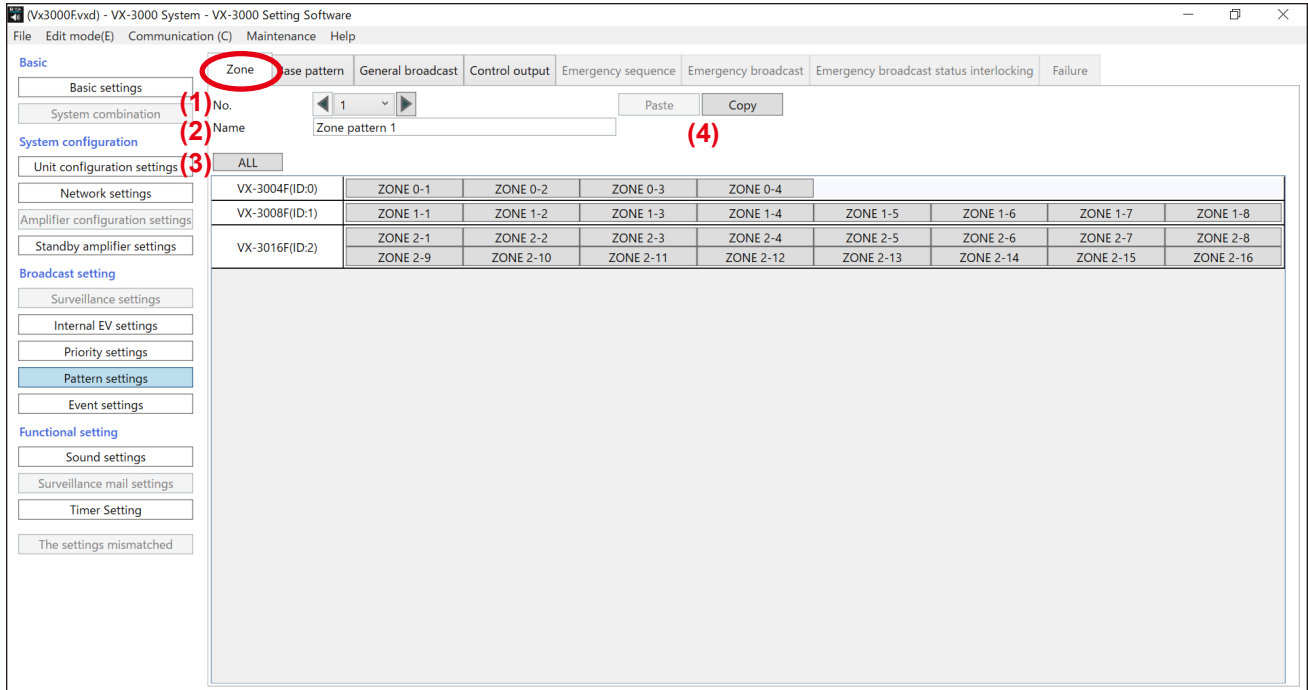 (Vx3000F.vxd) - VX-3000 System - VX-3000 Setting Software
File Edit mode(E) Communication (C) Maintenance Help
Basic
Basic settings
System combination
System configuration
Unit configuration settings
Network settings
Amplifier configuration settings
Standby amplifier settings
Broadcast setting
Surveillance settings
Internal EV settings
Priority settings
Pattern settings
Event settings
Functional setting
Sound settings
Surveillance mail settings
Timer Setting
The settings mismatched
Zone Base pattern General broadcast Control output Emergency sequence Emergency broadcast Emergency broadcast status interlocking Failure
(1) No. 1 Paste Copy
(2) Name Zone pattern 1 (4)
(3) ALL
VX-3004F(ID:0) ZONE 0-1 ZONE 0-2 ZONE 0-3 ZONE 0-4
VX-3008F(ID:1) ZONE 1-1 ZONE 1-2 ZONE 1-3 ZONE 1-4 ZONE 1-5 ZONE 1-6 ZONE 1-7 ZONE 1-8
VX-3016F(ID:2) ZONE 2-1 ZONE 2-2 ZONE 2-3 ZONE 2-4 ZONE 2-5 ZONE 2-6 ZONE 2-7 ZONE 2-8
ZONE 2-9 ZONE 2-10 ZONE 2-11 ZONE 2-12 ZONE 2-13 ZONE 2-14 ZONE 2-15 ZONE 2-16